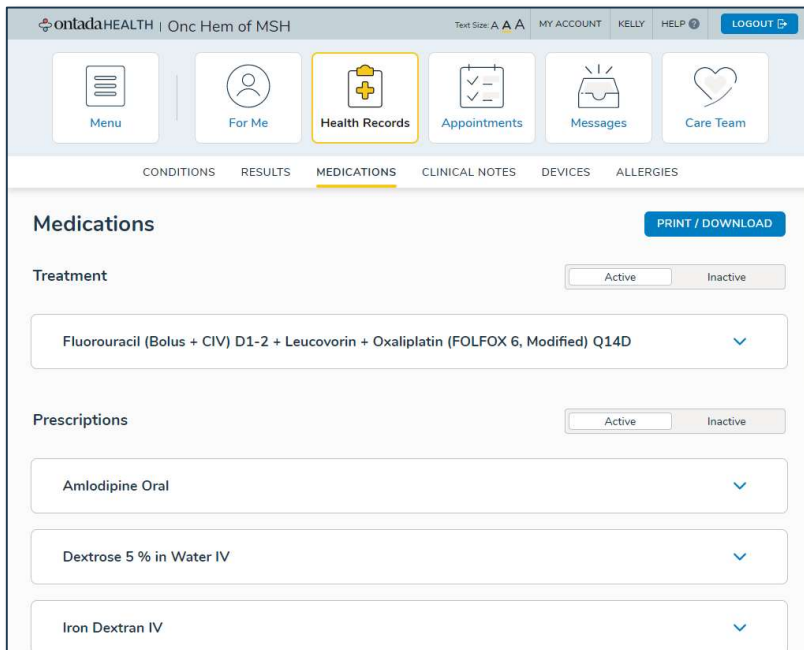 ontada HEALTH | Onc Hem of MSH Text Size: A A A MY ACCOUNT KELLY HELP ? LOGOUT
Menu For Me Health Records Appointments Messages Care Team
CONDITIONS RESULTS MEDICATIONS CLINICAL NOTES DEVICES ALLERGIES
Medications PRINT / DOWNLOAD
Treatment Active Inactive
Fluorouracil (Bolus + CIV) D1-2 + Leucovorin + Oxaliplatin (FOLFOX 6, Modified) Q14D
Prescriptions Active Inactive
Amlodipine Oral
Dextrose 5 % in Water IV
Iron Dextran IV